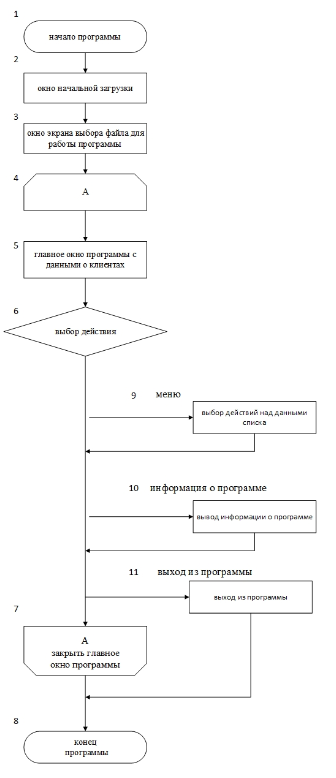 1
начало программы
2
окно начальной загрузки
3
окно экрана выбора файла для
работы программы
4
А
5
главное окно программы с
данными о клиентах
6
выбор действия
9 меню
выбор действий над данными
списка
10 информация о программе
вывод информации о программе
11 выход из программы
выход из программы
7
А
закрыть главное
окно программы
8
конец
программы